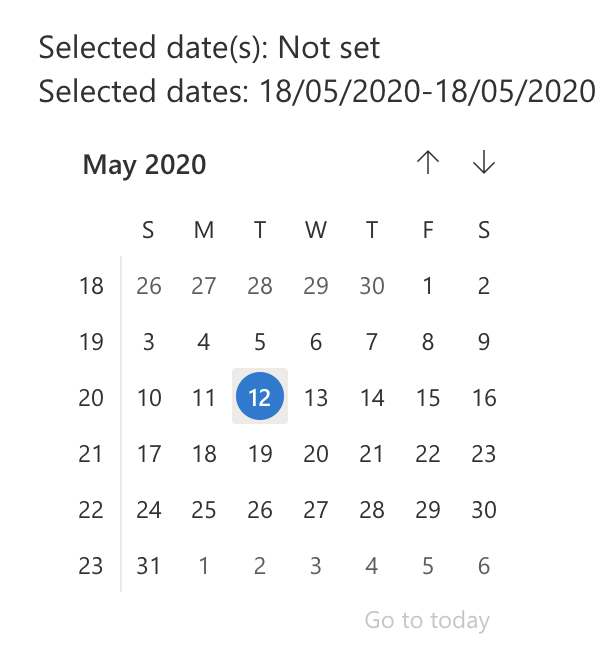 Selected date(s): Not set
Selected dates: 18/05/2020-18/05/2020
May 2020 ↑ ↓
S M T W T F S
18 26 27 28 29 30 1 2
19 3 4 5 6 7 8 9
20 10 11 12 13 14 15 16
21 17 18 19 20 21 22 23
22 24 25 26 27 28 29 30
23 31 1 2 3 4 5 6
Go to today